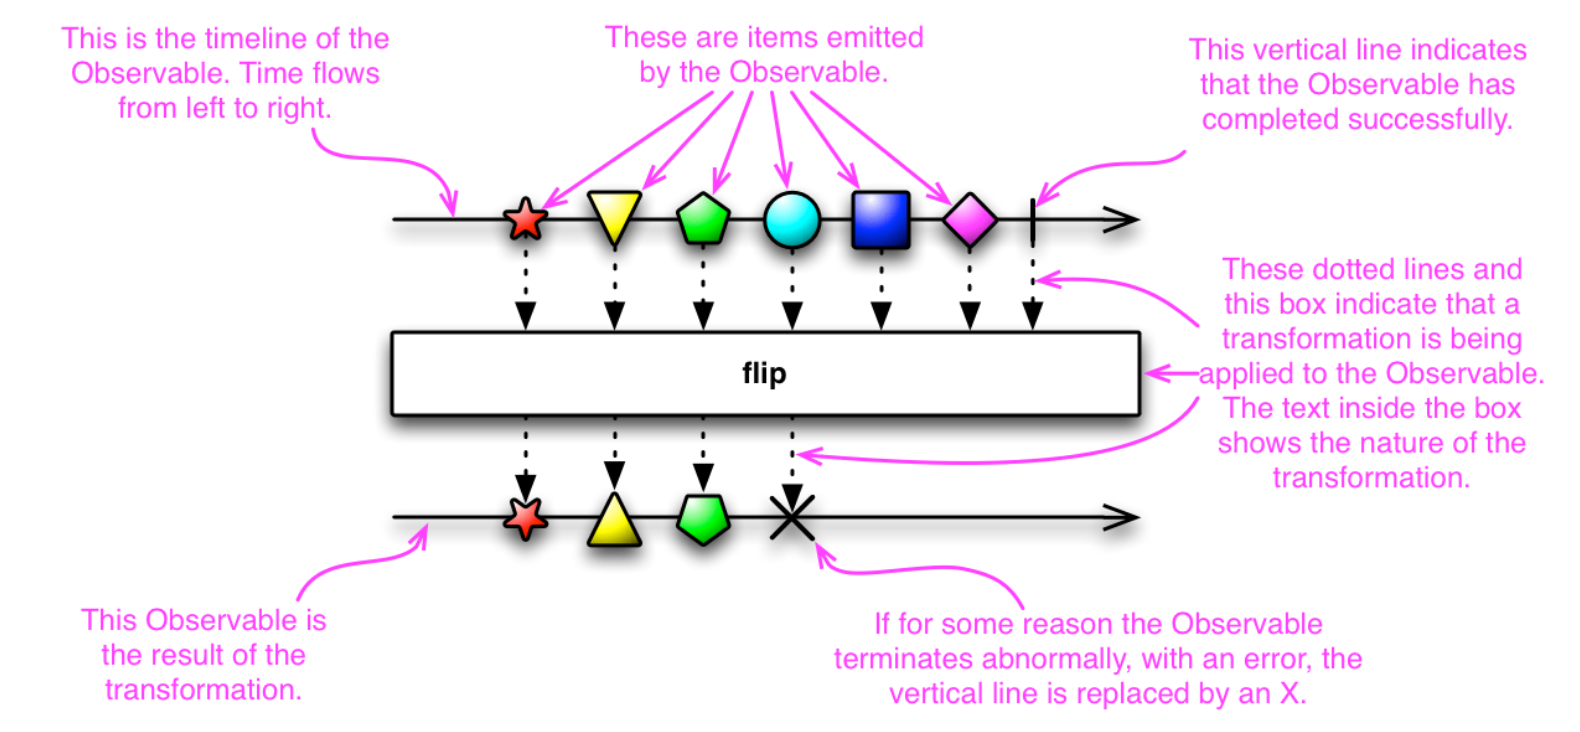 This is the timeline of the
Observable. Time flows
from left to right.
These are items emitted
by the Observable.
This vertical line indicates
that the Observable has
completed successfully.
These dotted lines and
this box indicate that a
transformation is being
applied to the Observable.
The text inside the box
shows the nature of the
transformation.
flip
This Observable is
the result of the
transformation.
If for some reason the Observable
terminates abnormally, with an error, the
vertical line is replaced by an X.